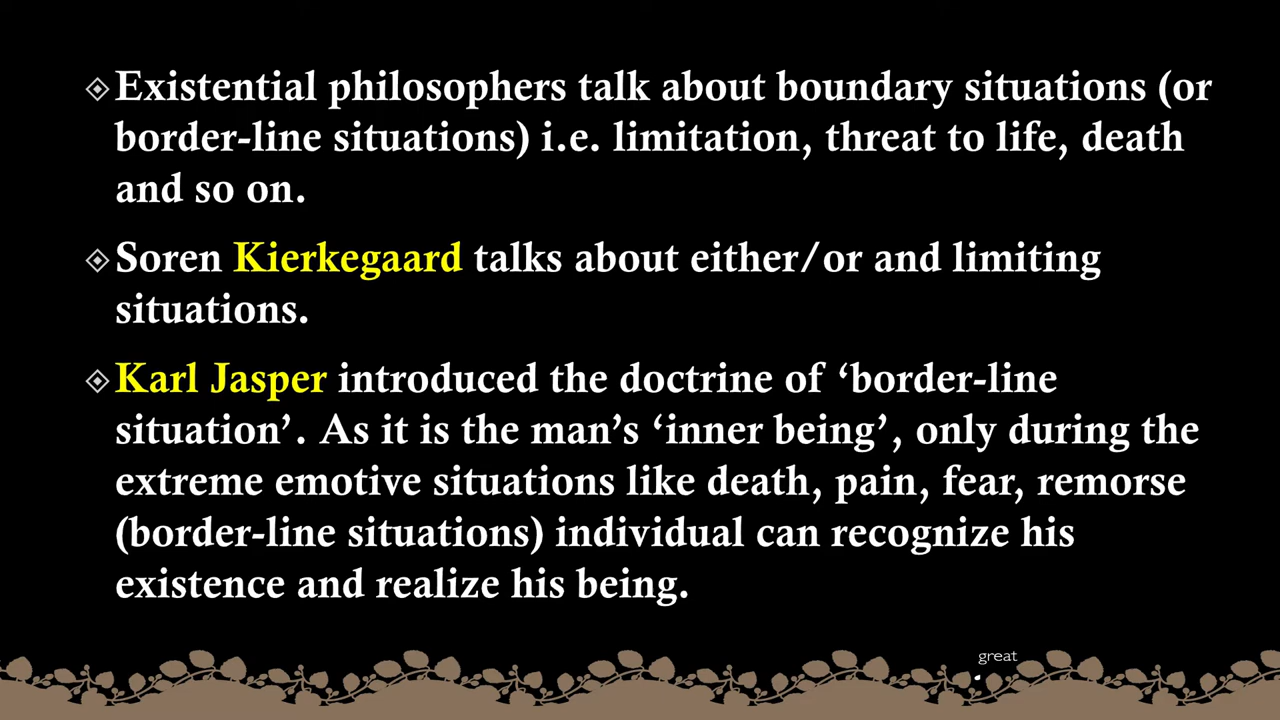 Existential philosophers talk about boundary situations (or
border-line situations) i.e. limitation, threat to life, death
and so on.
Soren Kierkegaard talks about either/or and limiting
situations.
Karl Jasper introduced the doctrine of ‘border-line
situation’. As it is the man’s ‘inner being’, only during the
extreme emotive situations like death, pain, fear, remorse
(border-line situations) individual can recognize his
existence and realize his being.
great